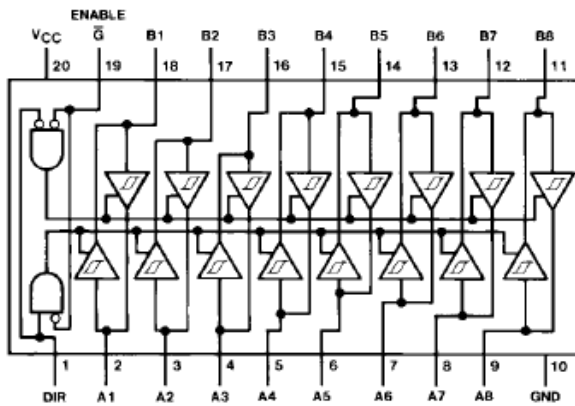 ENABLE
VCC G B1 B2 B3 B4 B5 B6 B7 B8
20 19 18 17 16 15 14 13 12 11
1 2 3 4 5 6 7 8 9 10
DIR A1 A2 A3 A4 A5 A6 A7 A8 GND